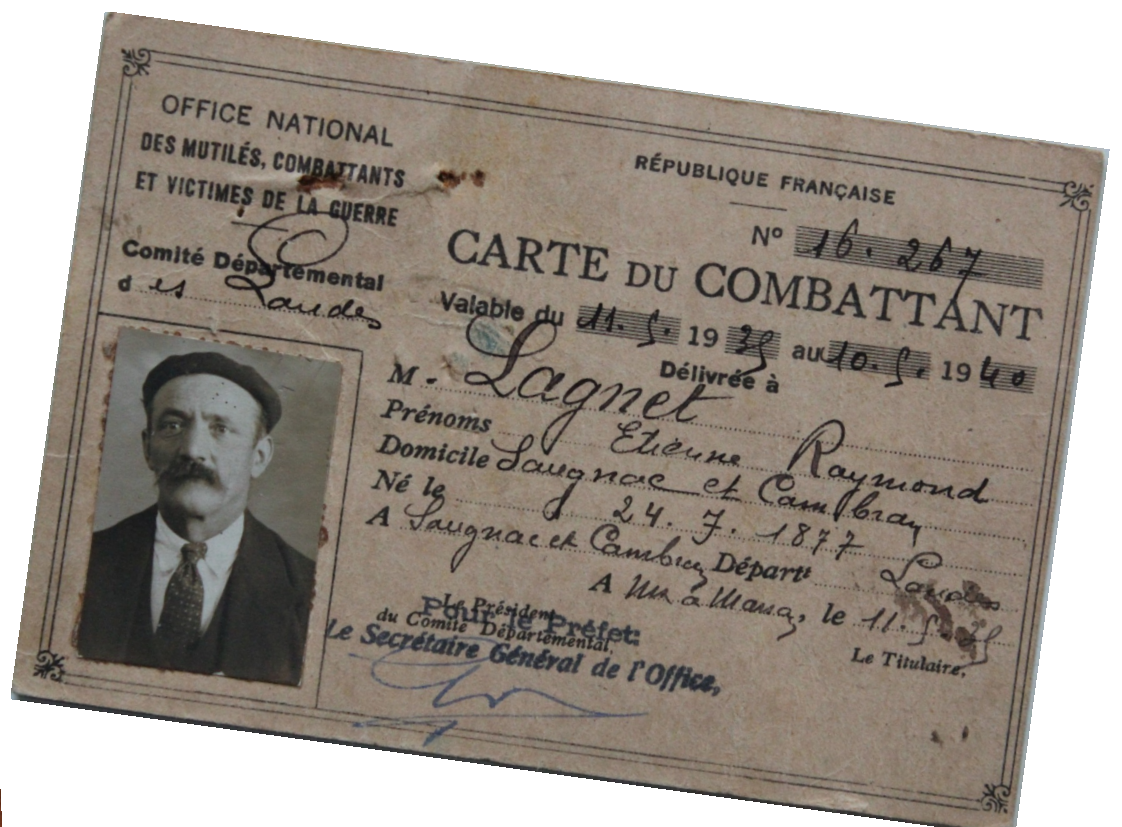 OFFICE NATIONAL
DES MUTILÉS, COMBATTANTS
ET VICTIMES DE LA GUERRE
Comité Départemental
des Landes
RÉPUBLIQUE FRANÇAISE
N° 16.267
CARTE DU COMBATTANT
Valable du 11.5.1935 au 10.5.1940
Délivrée à
M. Lagnet
Prénoms Etienne Raymond
Domicile Saugnac et Cambran
Né le 24.7.1877
A Saugnac et Cambran Départt Landes
A Mt de Marsan, le 11.5.35
Le Président
du Comité Départemental,
Pour le Préfet:
Le Secrétaire Général de l'Office,
Le Titulaire,